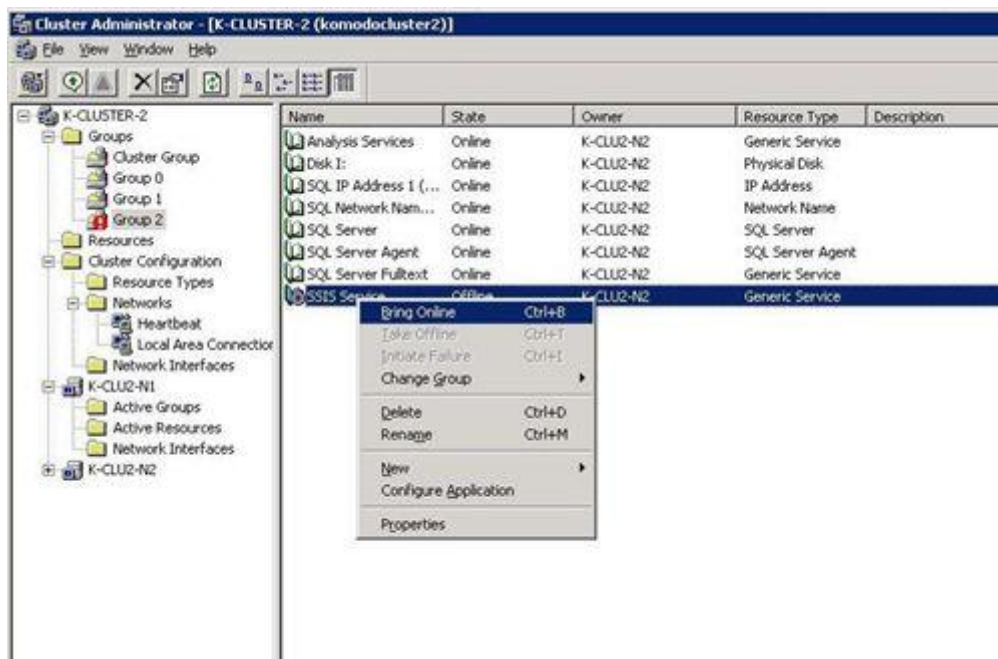 Cluster Administrator - [K-CLUSTER-2 (komodocluster2)]
File View Window Help
K-CLUSTER-2
Groups
Cluster Group
Group 0
Group 1
Group 2
Resources
Cluster Configuration
Resource Types
Networks
Heartbeat
Local Area Connection
Network Interfaces
K-CLU2-N1
Active Groups
Active Resources
Network Interfaces
K-CLU2-N2
Name State Owner Resource Type Description
Analysis Services Online K-CLU2-N2 Generic Service
Disk I: Online K-CLU2-N2 Physical Disk
SQL IP Address 1 (... Online K-CLU2-N2 IP Address
SQL Network Nam... Online K-CLU2-N2 Network Name
SQL Server Online K-CLU2-N2 SQL Server
SQL Server Agent Online K-CLU2-N2 SQL Server Agent
SQL Server Fulltext Online K-CLU2-N2 Generic Service
SSIS Service Offline K-CLU2-N2 Generic Service
Bring Online Ctrl+B
Take Offline Ctrl+T
Initiate Failure Ctrl+I
Change Group
Delete Ctrl+D
Rename Ctrl+M
New
Configure Application
Properties